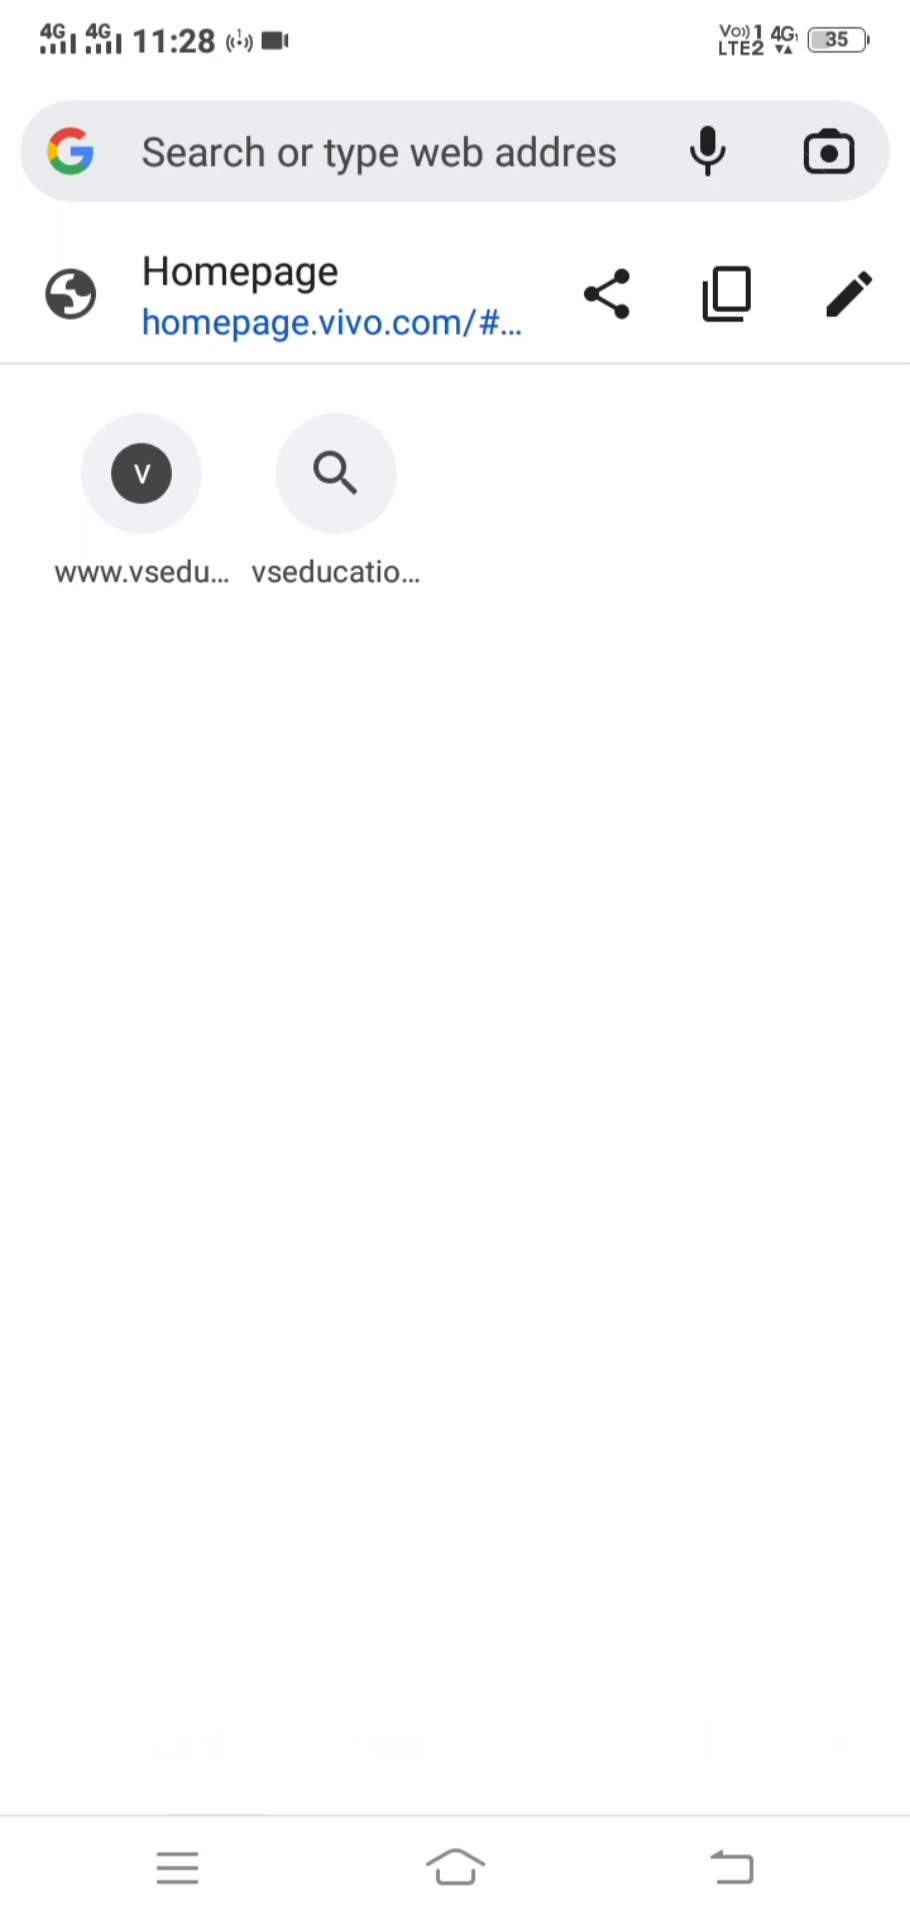 4G 4G 11:28
Vo)) 1 4G
LTE2
35
Search or type web addres
Homepage
homepage.vivo.com/#...
V
www.vsedu... vseducatio...